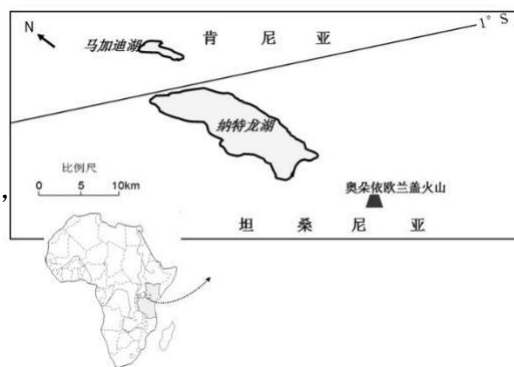 N
1° S
肯 尼 亚
马加迪湖
纳特龙湖
比例尺
0 5 10km
奥朵依欧兰盖火山
坦 桑 尼 亚
,